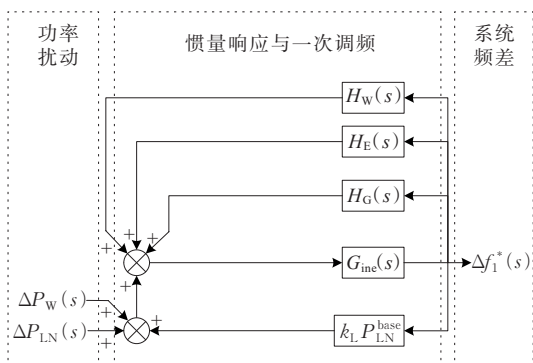 功率
扰动
惯量响应与一次调频
系统
频差
H_W(s)
H_E(s)
H_G(s)
+
+
+
G_ine(s)
Δf_1^*(s)
+
ΔP_W(s)
+
ΔP_LN(s)
+
+
k_L P_LN^base